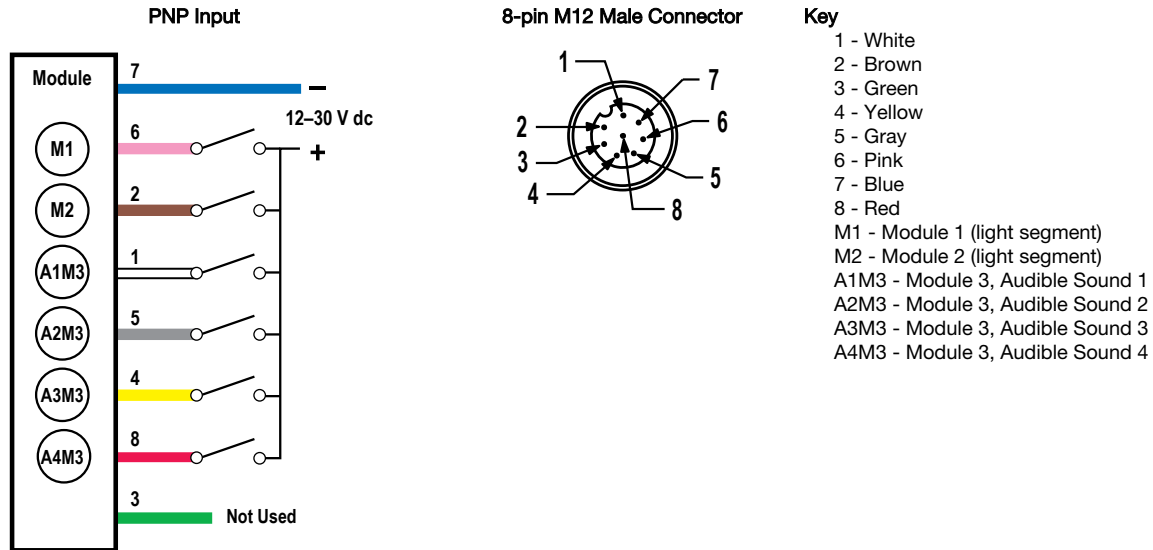 PNP Input
Module
7
–
12–30 V dc
+
M1
6
M2
2
A1M3
1
A2M3
5
A3M3
4
A4M3
8
3
Not Used
8-pin M12 Male Connector
1
2
3
4
5
6
7
8
Key
1 - White
2 - Brown
3 - Green
4 - Yellow
5 - Gray
6 - Pink
7 - Blue
8 - Red
M1 - Module 1 (light segment)
M2 - Module 2 (light segment)
A1M3 - Module 3, Audible Sound 1
A2M3 - Module 3, Audible Sound 2
A3M3 - Module 3, Audible Sound 3
A4M3 - Module 3, Audible Sound 4